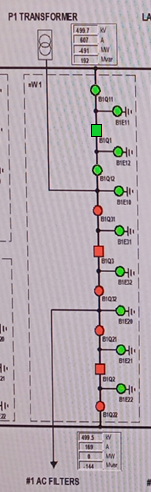 P1 TRANSFORMER
LA
-499.7 kV
607 A
-491 MW
192 Mvar
=W1
B1Q11
B1E11
B1Q1
B1E12
B1Q12
B1E10
B1Q31
B1E31
B1Q3
B1E32
B1Q32
B1E20
B1Q21
B1E21
B1Q2
B1E22
B1Q22
499.5 kV
169 A
0 MW
-144 Mvar
#1 AC FILTERS